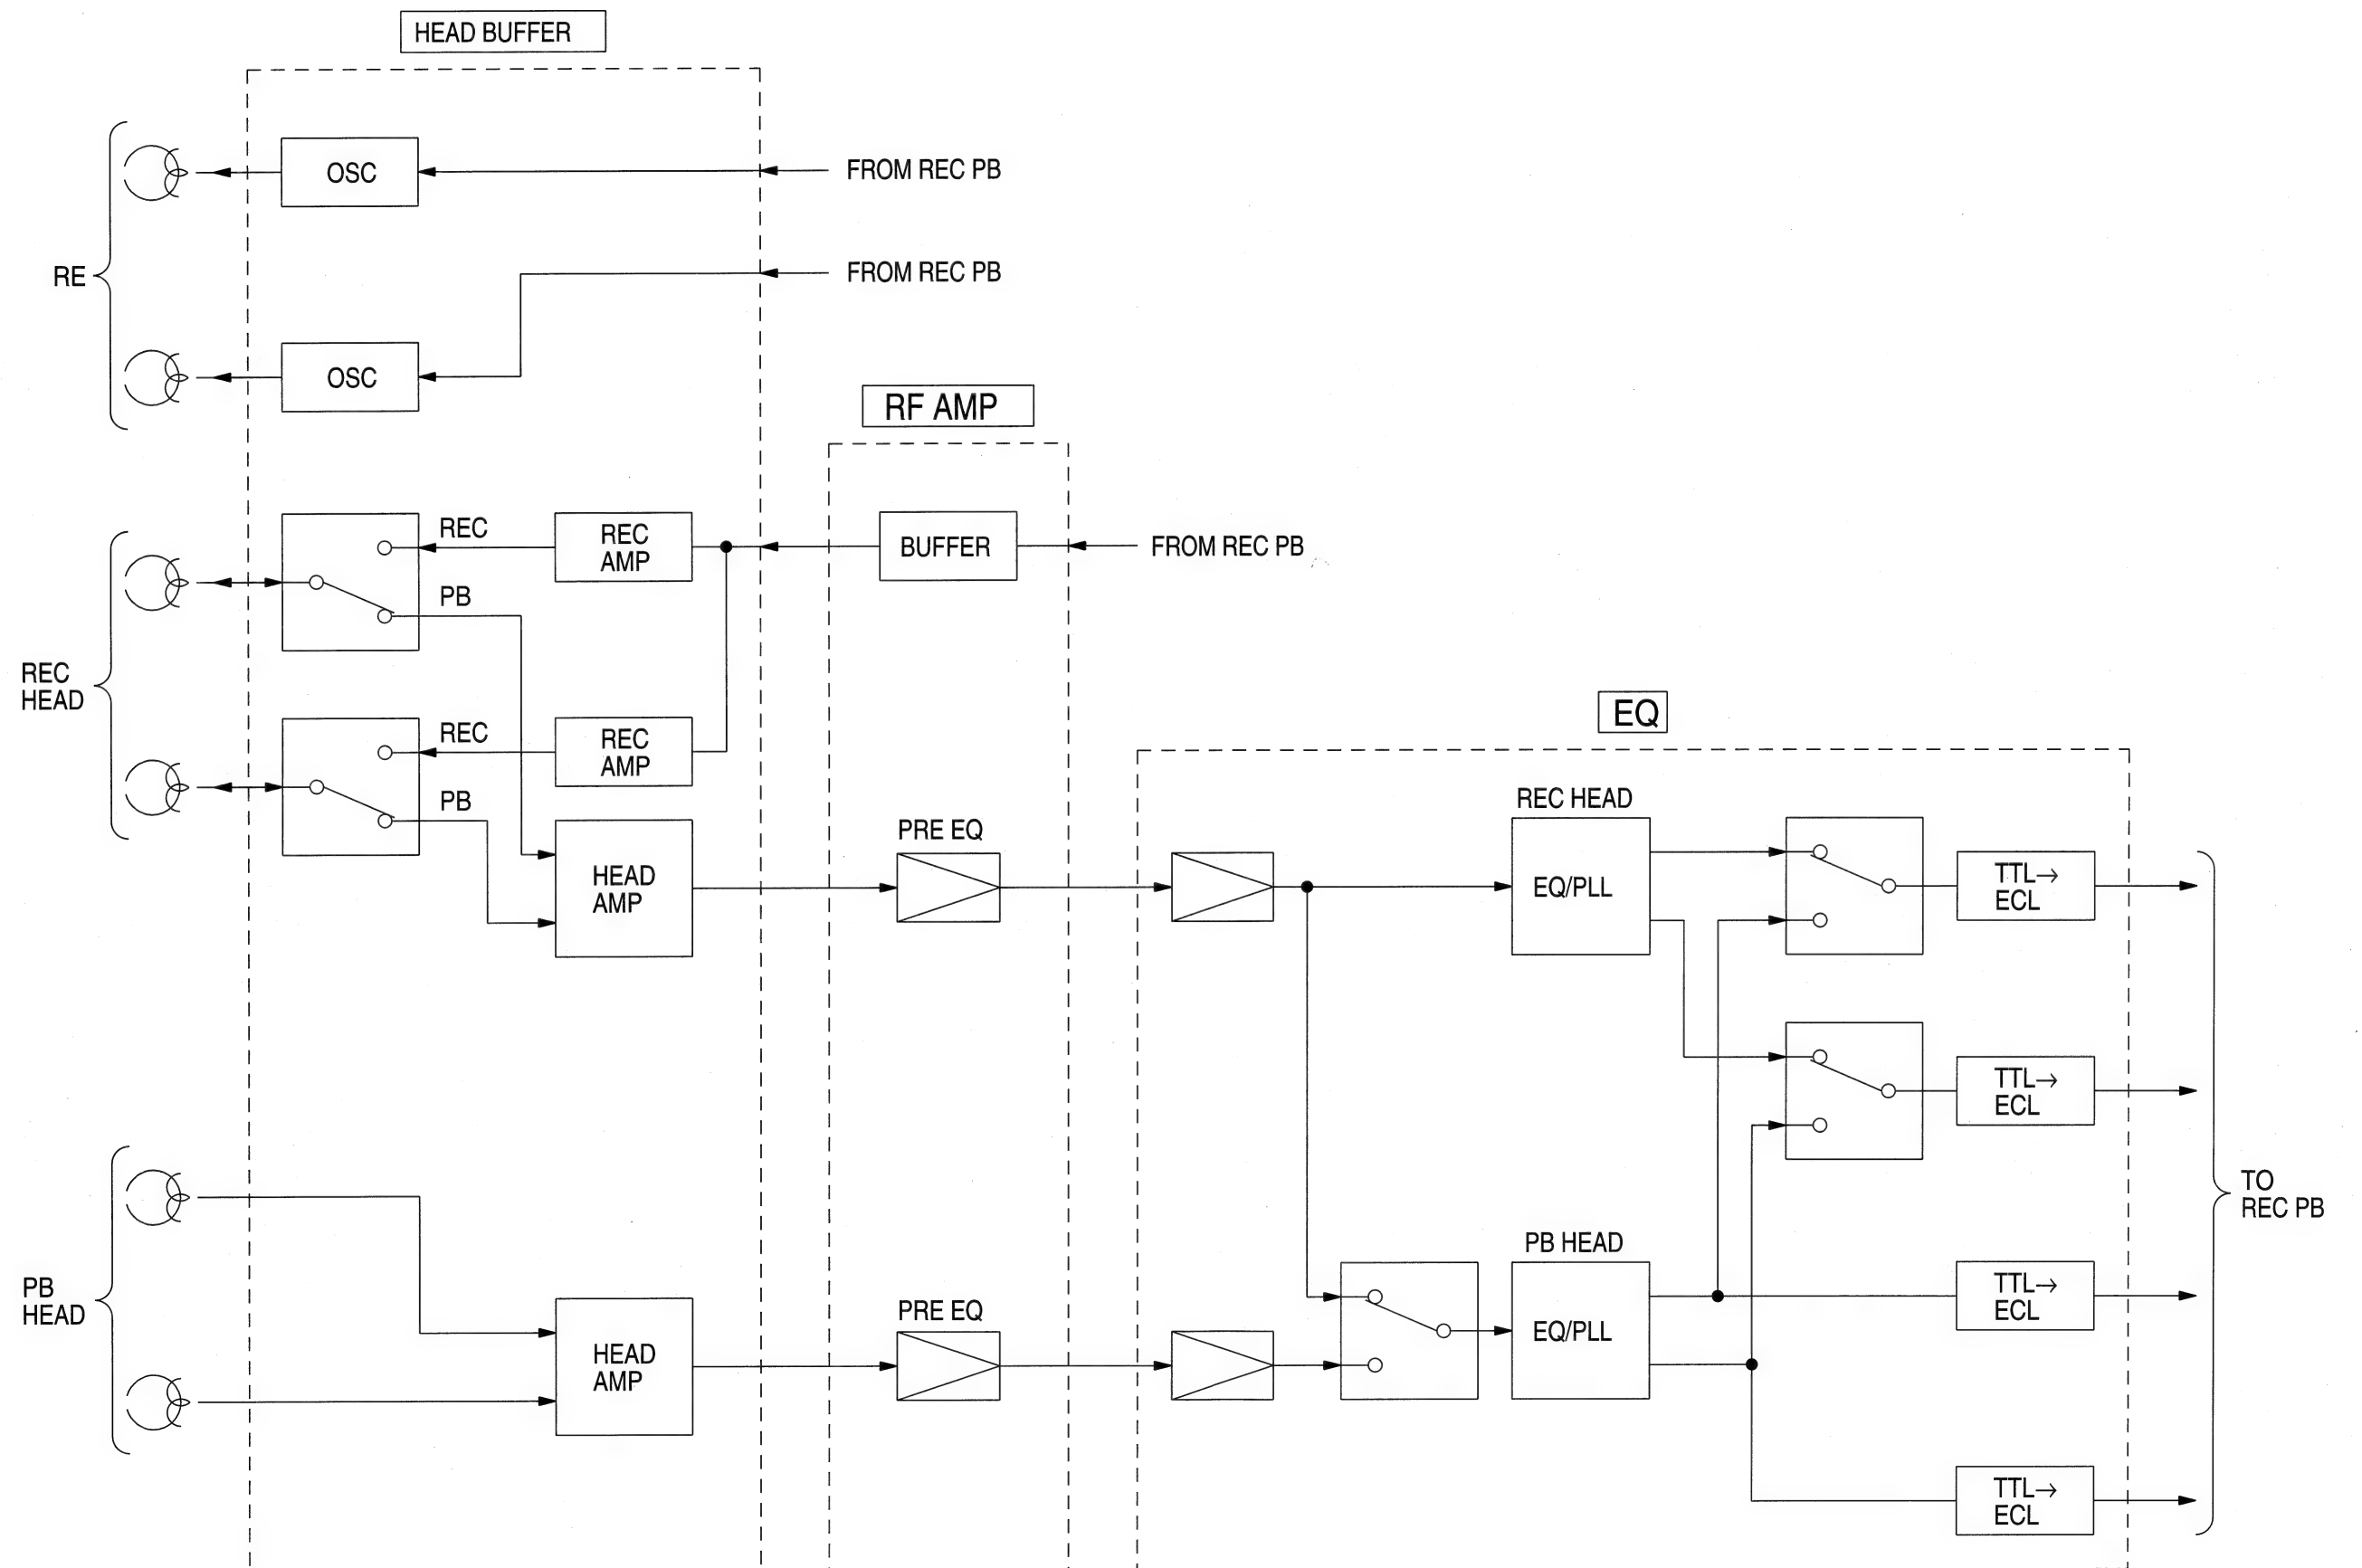 HEAD BUFFER
OSC
FROM REC PB
FROM REC PB
RE
OSC
RF AMP
REC
REC
AMP
BUFFER
FROM REC PB
PB
REC
HEAD
REC
REC
AMP
PB
EQ
REC HEAD
PRE EQ
HEAD
AMP
EQ/PLL
TTL→
ECL
TTL→
ECL
TO
REC PB
PB HEAD
PB
HEAD
PRE EQ
HEAD
AMP
EQ/PLL
TTL→
ECL
TTL→
ECL